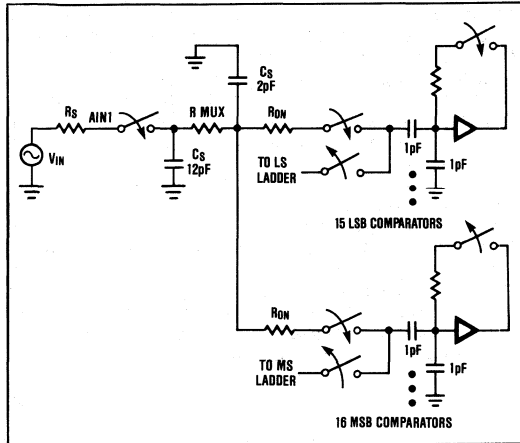 CS
2pF
RS
AIN1
R MUX
RON
VIN
CS
12pF
TO LS
LADDER
1pF
1pF
15 LSB COMPARATORS
RON
TO MS
LADDER
1pF
1pF
16 MSB COMPARATORS